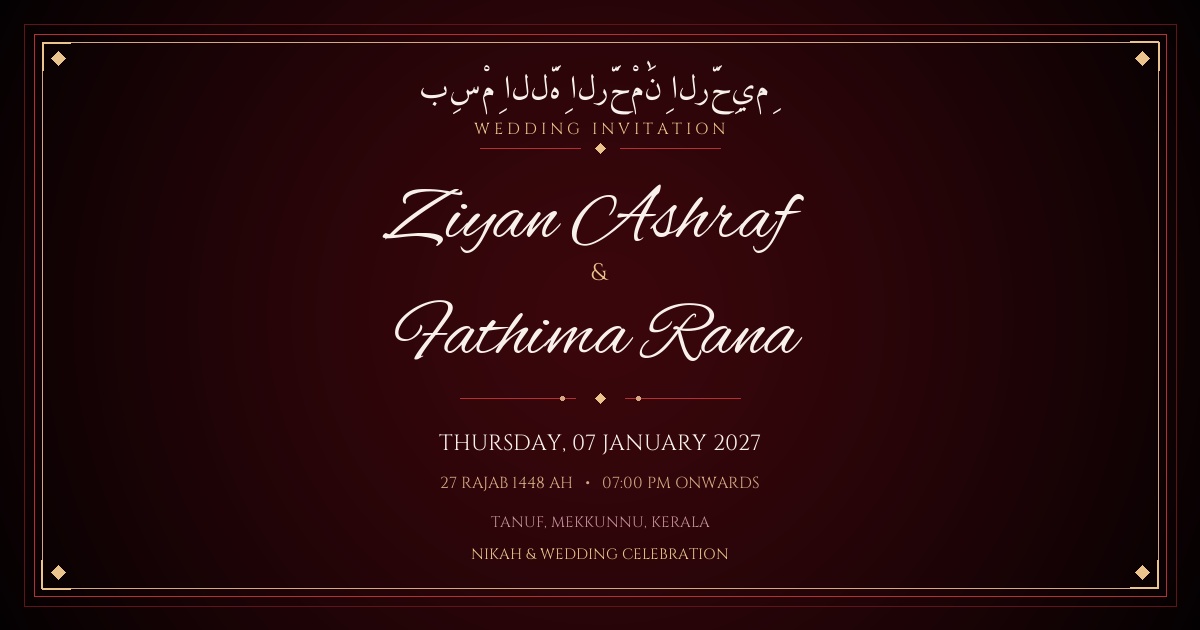 بِسْمِ اللَّهِ الرَّحْمَٰنِ الرَّحِيمِ
WEDDING INVITATION
Ziyan Ashraf
&
Fathima Rana
THURSDAY, 07 JANUARY 2027
27 RAJAB 1448 AH • 07:00 PM ONWARDS
TANUF, MEKKUNNU, KERALA
NIKAH & WEDDING CELEBRATION